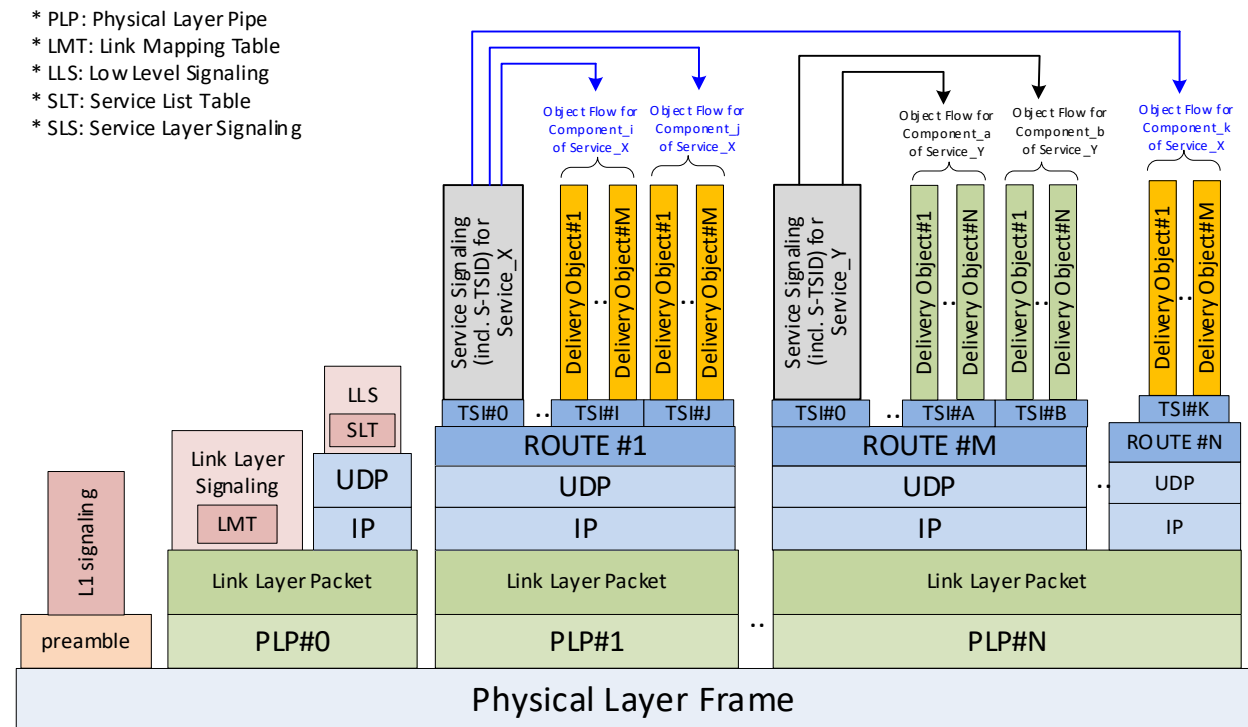 * PLP: Physical Layer Pipe
* LMT: Link Mapping Table
* LLS: Low Level Signaling
* SLT: Service List Table
* SLS: Service Layer Signaling
Object Flow for
Component_i
of Service_X
Object Flow for
Component_j
of Service_X
Object Flow for
Component_a
of Service_Y
Object Flow for
Component_b
of Service_Y
Object Flow for
Component_k
of Service_X
Service Signaling
(incl. S-TSID) for
Service_X
Delivery Object#1
..
Delivery Object#M
Delivery Object#1
..
Delivery Object#M
Service Signaling
(incl. S-TSID) for
Service_Y
Delivery Object#1
..
Delivery Object#N
Delivery Object#1
..
Delivery Object#N
Delivery Object#1
..
Delivery Object#M
LLS
SLT
TSI#0
..
TSI#I
TSI#J
TSI#0
..
TSI#A
TSI#B
TSI#K
ROUTE #1
ROUTE #M
ROUTE #N
Link Layer
Signaling
LMT
UDP
UDP
UDP
..
UDP
IP
IP
IP
IP
L1 signaling
Link Layer Packet
Link Layer Packet
Link Layer Packet
preamble
PLP#0
PLP#1
..
PLP#N
Physical Layer Frame